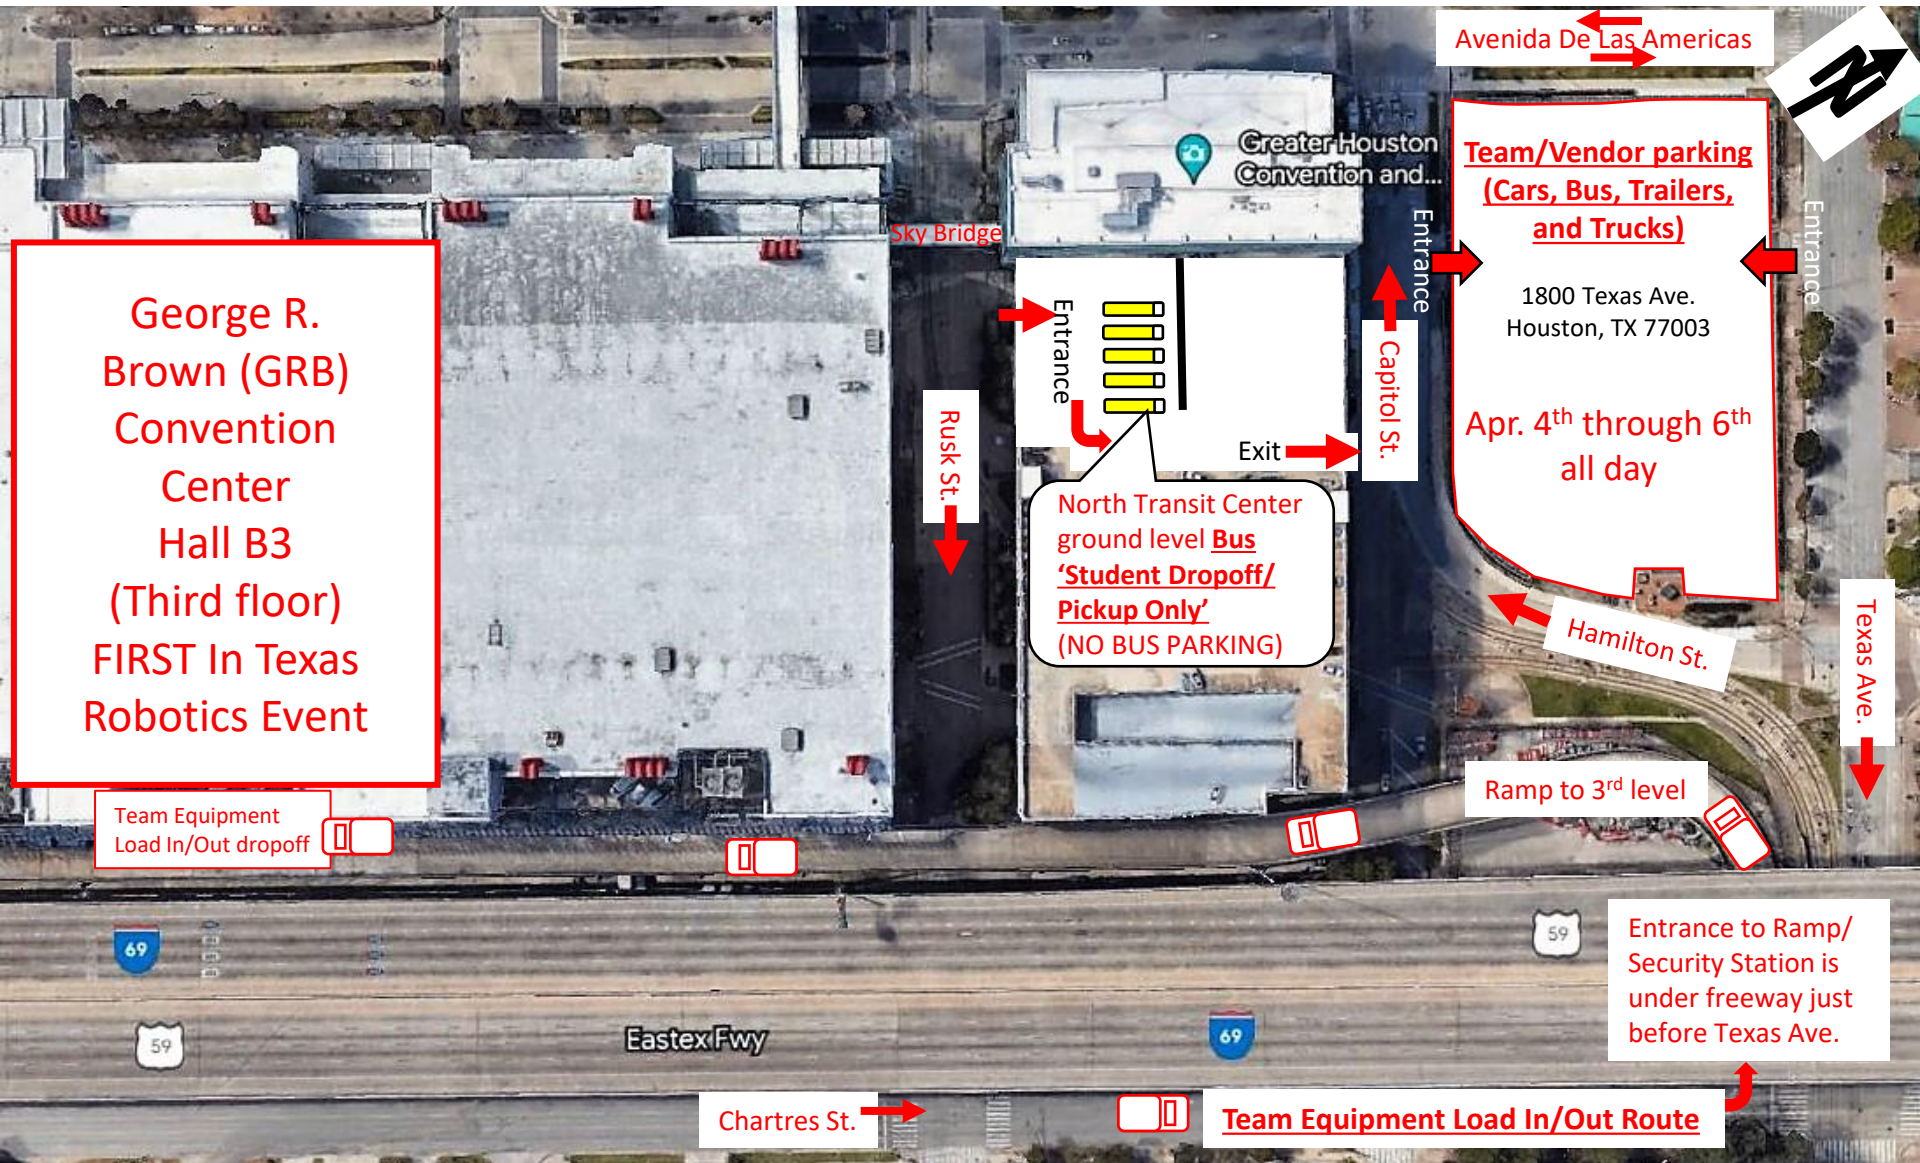 Avenida De Las Americas
N
Greater Houston
Convention and...
Team/Vendor parking
(Cars, Bus, Trailers,
and Trucks)
Entrance
Entrance
1800 Texas Ave.
Houston, TX 77003
Apr. 4th through 6th
all day
Sky Bridge
George R.
Brown (GRB)
Convention
Center
Hall B3
(Third floor)
FIRST In Texas
Robotics Event
Entrance
Capitol St.
Rusk St.
Exit
North Transit Center
ground level Bus
‘Student Dropoff/
Pickup Only’
(NO BUS PARKING)
Hamilton St.
Texas Ave.
Ramp to 3rd level
Team Equipment
Load In/Out dropoff
69
59
Entrance to Ramp/
Security Station is
under freeway just
before Texas Ave.
59
Eastex Fwy
69
Chartres St.
Team Equipment Load In/Out Route